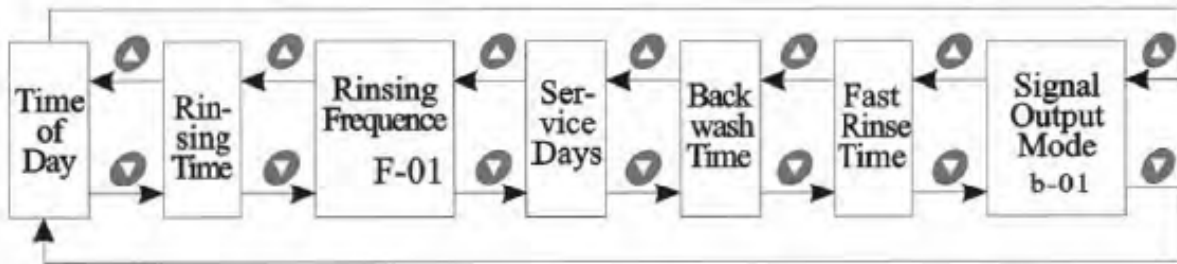 Time
of
Day
Rin-
sing
Time
Rinsing
Frequence
F-01
Ser-
vice
Days
Back
wash
Time
Fast
Rinse
Time
Signal
Output
Mode
b-01